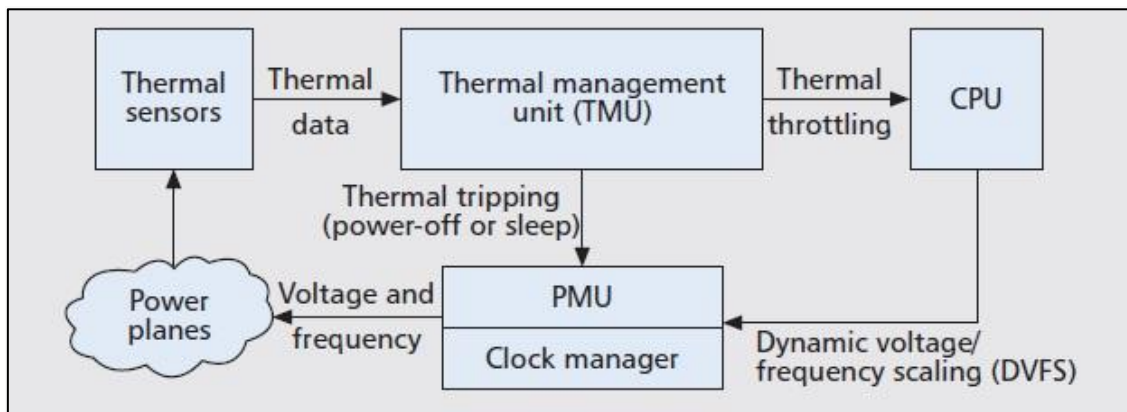 Thermal
sensors
Thermal
data
Thermal management
unit (TMU)
Thermal
throttling
CPU
Thermal tripping
(power-off or sleep)
Power
planes
Voltage and
frequency
PMU
Clock manager
Dynamic voltage/
frequency scaling (DVFS)